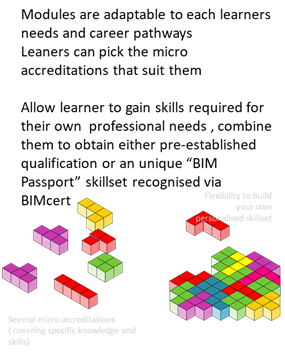 Modules are adaptable to each learners
needs and career pathways
Leaners can pick the micro
accreditations that suit them
Allow learner to gain skills required for
their own professional needs , combine
them to obtain either pre-established
qualification or an unique “BIM
Passport” skillset recognised via
BIMcert
Flexibility to build
your own
personalised skillset
Several micro accreditations
( covering specific knowledge and
skills)